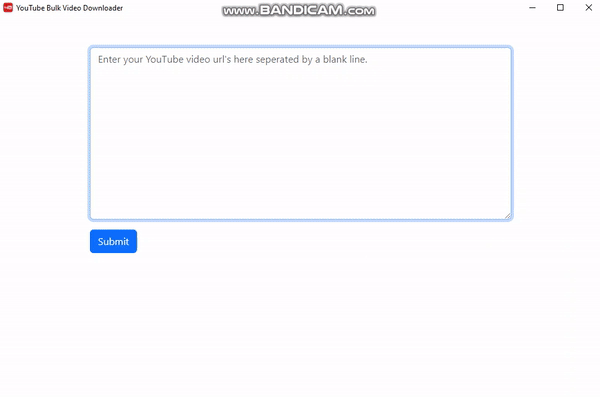 YouTube Bulk Video Downloader
www.BANDICAM.com
Enter your YouTube video url's here seperated by a blank line.
Submit